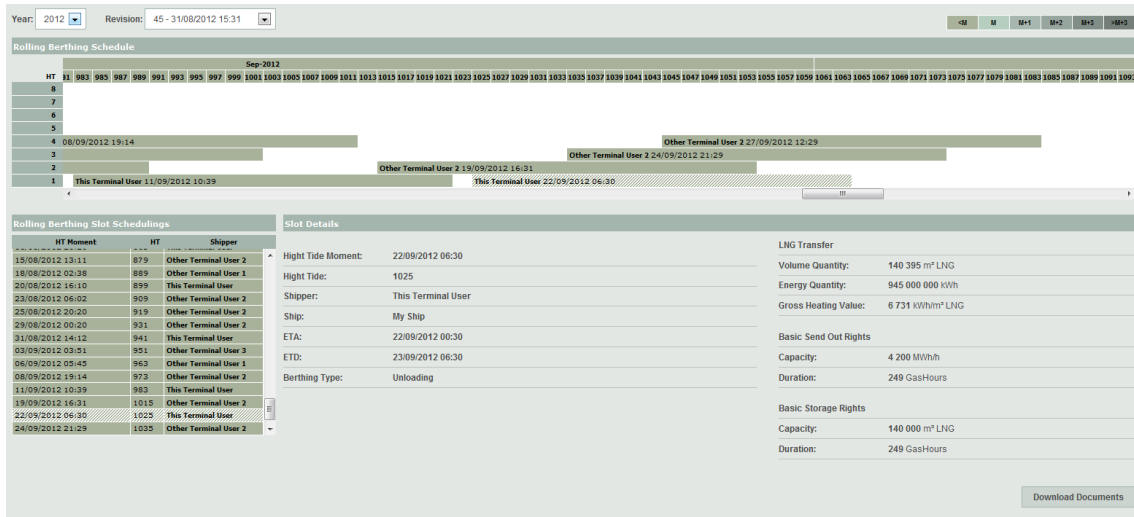 Year: 2012 Revision: 45 - 31/08/2012 15:31 <M M M+1 M+2 M+3 >M+3
Rolling Berthing Schedule
Sep-2012
HT 81 983 985 987 989 991 993 995 997 999 1001 1003 1005 1007 1009 1011 1013 1015 1017 1019 1021 1023 1025 1027 1029 1031 1033 1035 1037 1039 1041 1043 1045 1047 1049 1051 1053 1055 1057 1059 1061 1063 1065 1067 1069 1071 1073 1075 1077 1079 1081 1083 1085 1087 1089 1091 1093
8
7
6
5
4 08/09/2012 19:14 Other Terminal User 2 27/09/2012 12:29
3 Other Terminal User 2 24/09/2012 21:29
2 Other Terminal User 2 19/09/2012 16:31
1 This Terminal User 11/09/2012 10:39 This Terminal User 22/09/2012 06:30
Rolling Berthing Slot Schedulings
HT Moment HT Shipper
15/08/2012 13:11 879 Other Terminal User 2
18/08/2012 02:38 889 Other Terminal User 1
20/08/2012 16:10 899 This Terminal User
23/08/2012 06:02 909 Other Terminal User 2
25/08/2012 20:20 919 Other Terminal User 2
29/08/2012 00:20 931 Other Terminal User 2
31/08/2012 14:12 941 This Terminal User
03/09/2012 03:51 951 Other Terminal User 3
06/09/2012 05:45 963 Other Terminal User 1
08/09/2012 19:14 973 Other Terminal User 2
11/09/2012 10:39 983 This Terminal User
19/09/2012 16:31 1015 Other Terminal User 2
22/09/2012 06:30 1025 This Terminal User
24/09/2012 21:29 1035 Other Terminal User 2
Slot Details
Hight Tide Moment: 22/09/2012 06:30
Hight Tide: 1025
Shipper: This Terminal User
Ship: My Ship
ETA: 22/09/2012 00:30
ETD: 23/09/2012 06:30
Berthing Type: Unloading
LNG Transfer
Volume Quantity: 140 395 m³ LNG
Energy Quantity: 945 000 000 kWh
Gross Heating Value: 6 731 kWh/m³ LNG
Basic Send Out Rights
Capacity: 4 200 MWh/h
Duration: 249 GasHours
Basic Storage Rights
Capacity: 140 000 m³ LNG
Duration: 249 GasHours
Download Documents